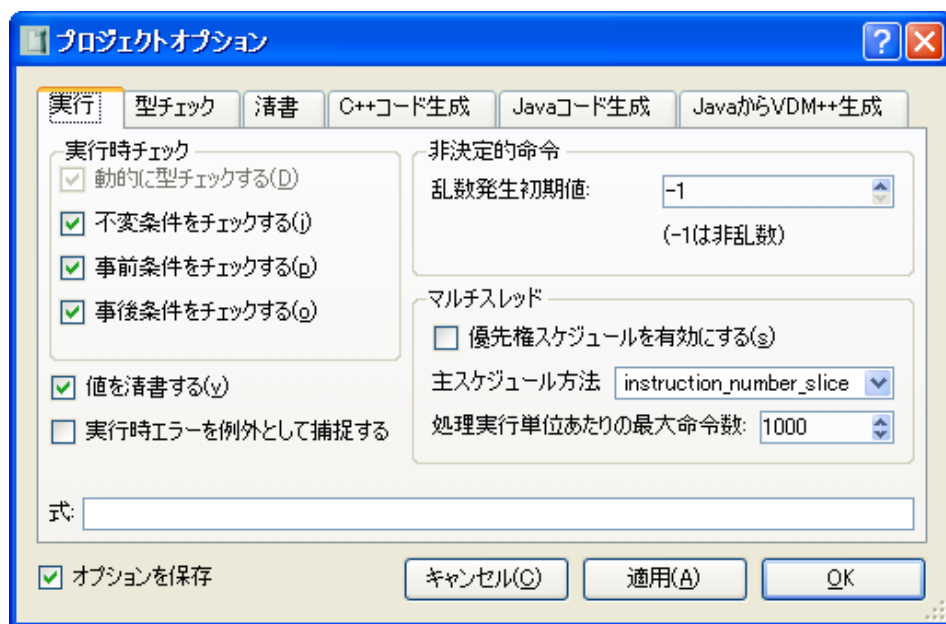 プロジェクトオプション
実行 型チェック 清書 C++コード生成 Javaコード生成 JavaからVDM++生成
実行時チェック
動的に型チェックする(D)
不変条件をチェックする(i)
事前条件をチェックする(p)
事後条件をチェックする(o)
値を清書する(v)
実行時エラーを例外として捕捉する
非決定的命令
乱数発生初期値: -1
(-1は非乱数)
マルチスレッド
優先権スケジュールを有効にする(s)
主スケジュール方法 instruction_number_slice
処理実行単位あたりの最大命令数: 1000
式:
オプションを保存 キャンセル(C) 適用(A) OK